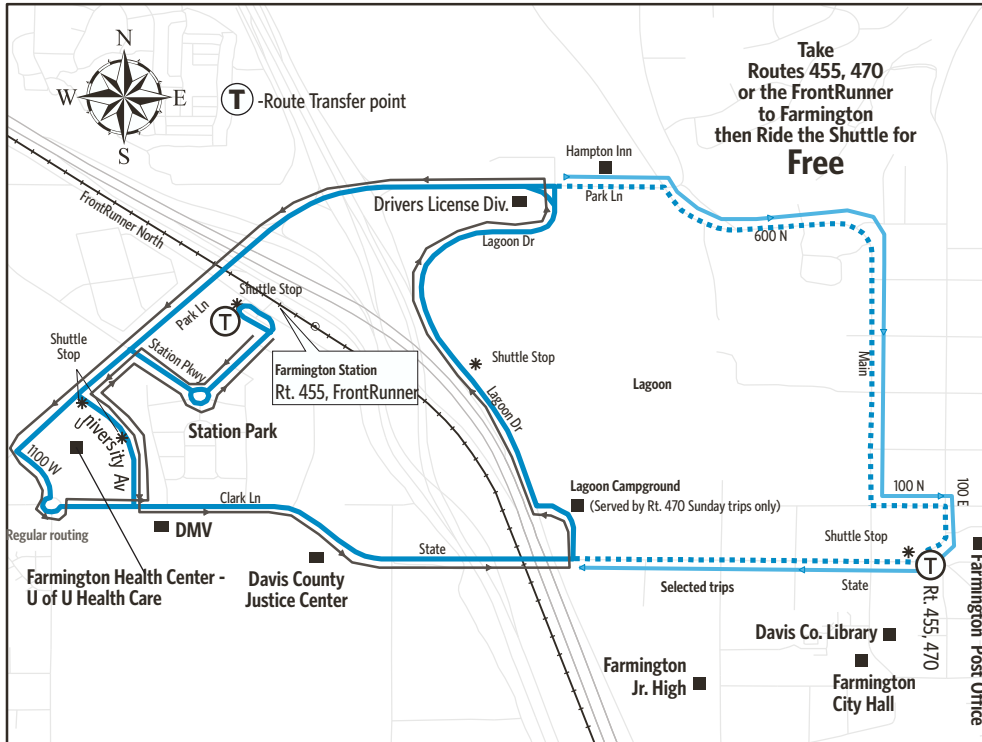 N
W
E
S
T -Route Transfer point
Take
Routes 455, 470
or the FrontRunner
to Farmington
then Ride the Shuttle for
Free
Hampton Inn
Park Ln
Drivers License Div.
Lagoon Dr
600 N
FrontRunner North
Shuttle Stop
T
Park Ln
Shuttle
Stop
Station Pkwy
Farmington Station
Rt. 455, FrontRunner
Shuttle Stop
Lagoon
Main
Lagoon Dr
Station Park
University Av
1100 W
Clark Ln
Lagoon Campground
(Served by Rt. 470 Sunday trips only)
100 N
100 E
Regular routing
DMV
State
Shuttle Stop
T
Farmington Health Center -
U of U Health Care
Davis County
Justice Center
Selected trips
State
Rt. 455, 470
Farmington Post Office
Davis Co. Library
Farmington
Jr. High
Farmington
City Hall